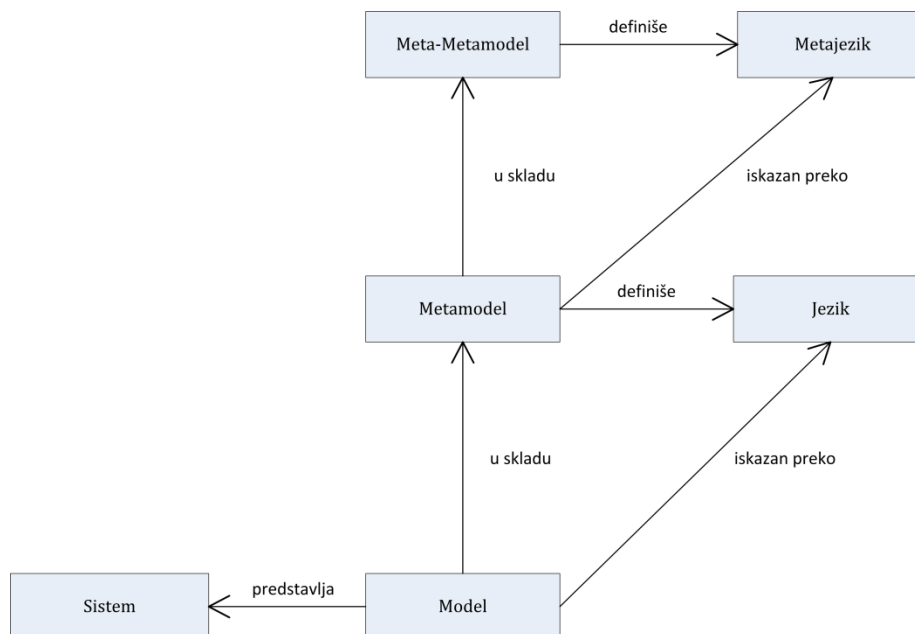 Meta-Metamodel
definiše
Metajezik
u skladu
iskazan preko
Metamodel
definiše
Jezik
u skladu
iskazan preko
Sistem
predstavlja
Model